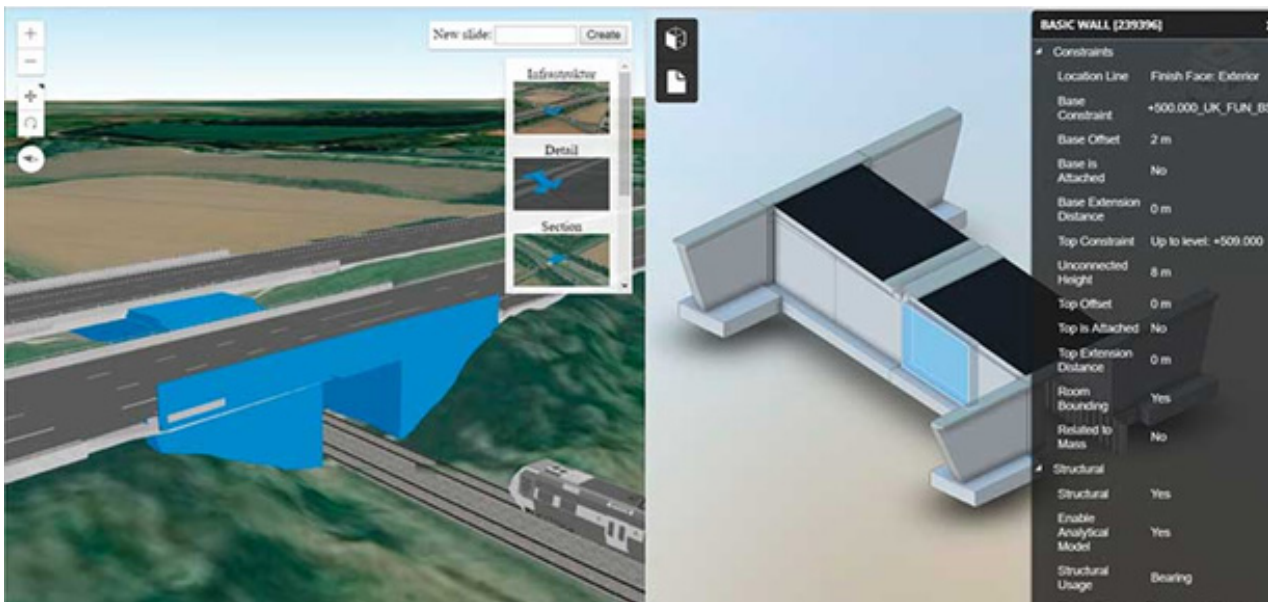 New slide: Create
Infrastruktur
Detail
Section
BASIC WALL [239396]
Constraints
Location Line Finish Face: Exterior
Base
Constraint +500.000_UK_FUN_BS
Base Offset 2 m
Base is
Attached No
Base Extension
Distance 0 m
Top Constraint Up to level: +509.000
Unconnected
Height 8 m
Top Offset 0 m
Top is Attached No
Top Extension
Distance 0 m
Room
Bounding Yes
Related to
Mass No
Structural
Structural Yes
Enable
Analytical
Model Yes
Structural
Usage Bearing